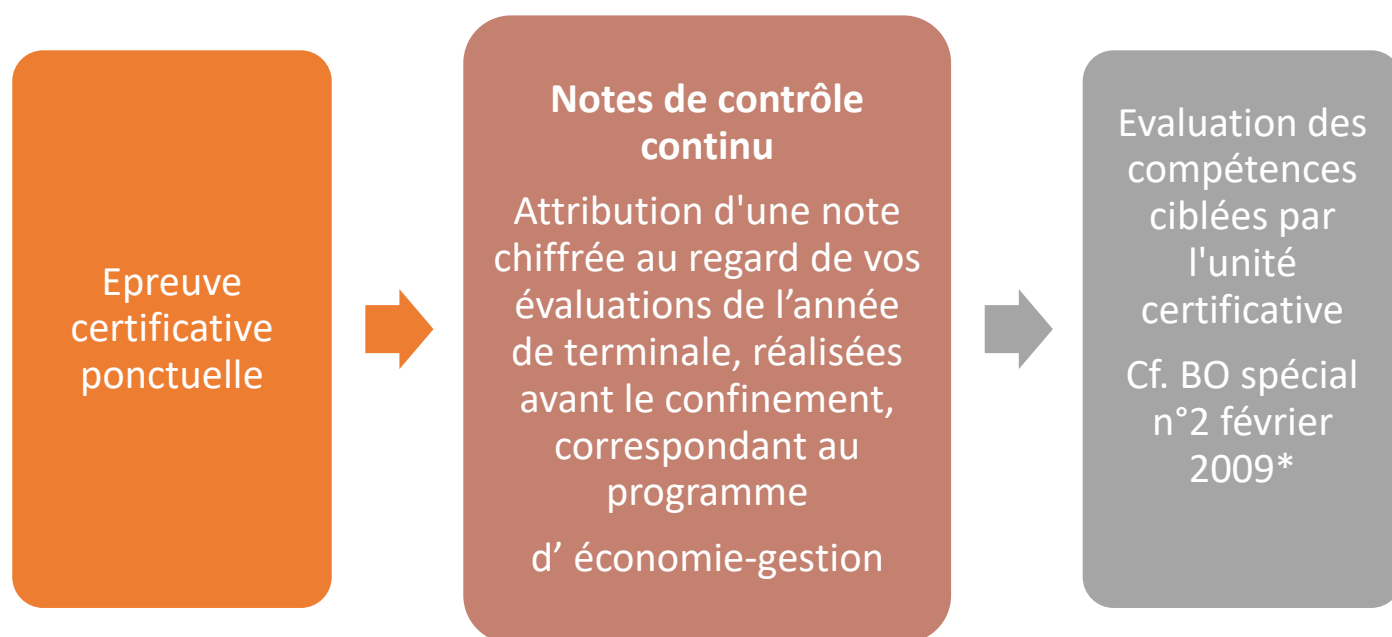 Epreuve
certificative
ponctuelle
Notes de contrôle
continu
Attribution d'une note
chiffrée au regard de vos
évaluations de l’année
de terminale, réalisées
avant le confinement,
correspondant au
programme
d’ économie-gestion
Evaluation des
compétences
ciblées par
l'unité
certificative
Cf. BO spécial
n°2 février
2009*